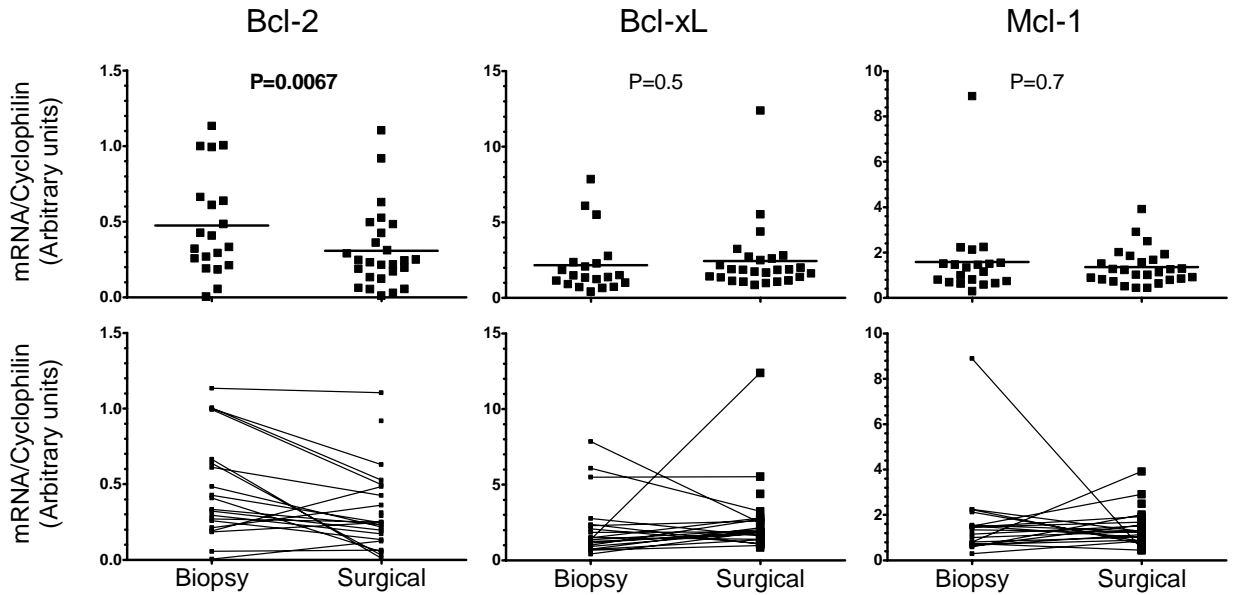 Bcl-2 Bcl-xL Mcl-1
mRNA/Cyclophilin
(Arbitrary units)
1.5
1.0
0.5
0.0
P=0.0067
15
10
5
0
P=0.5
10
8
6
4
2
0
P=0.7
mRNA/Cyclophilin
(Arbitrary units)
1.5
1.0
0.5
0.0
Biopsy Surgical
15
10
5
0
Biopsy Surgical
10
8
6
4
2
0
Biopsy Surgical